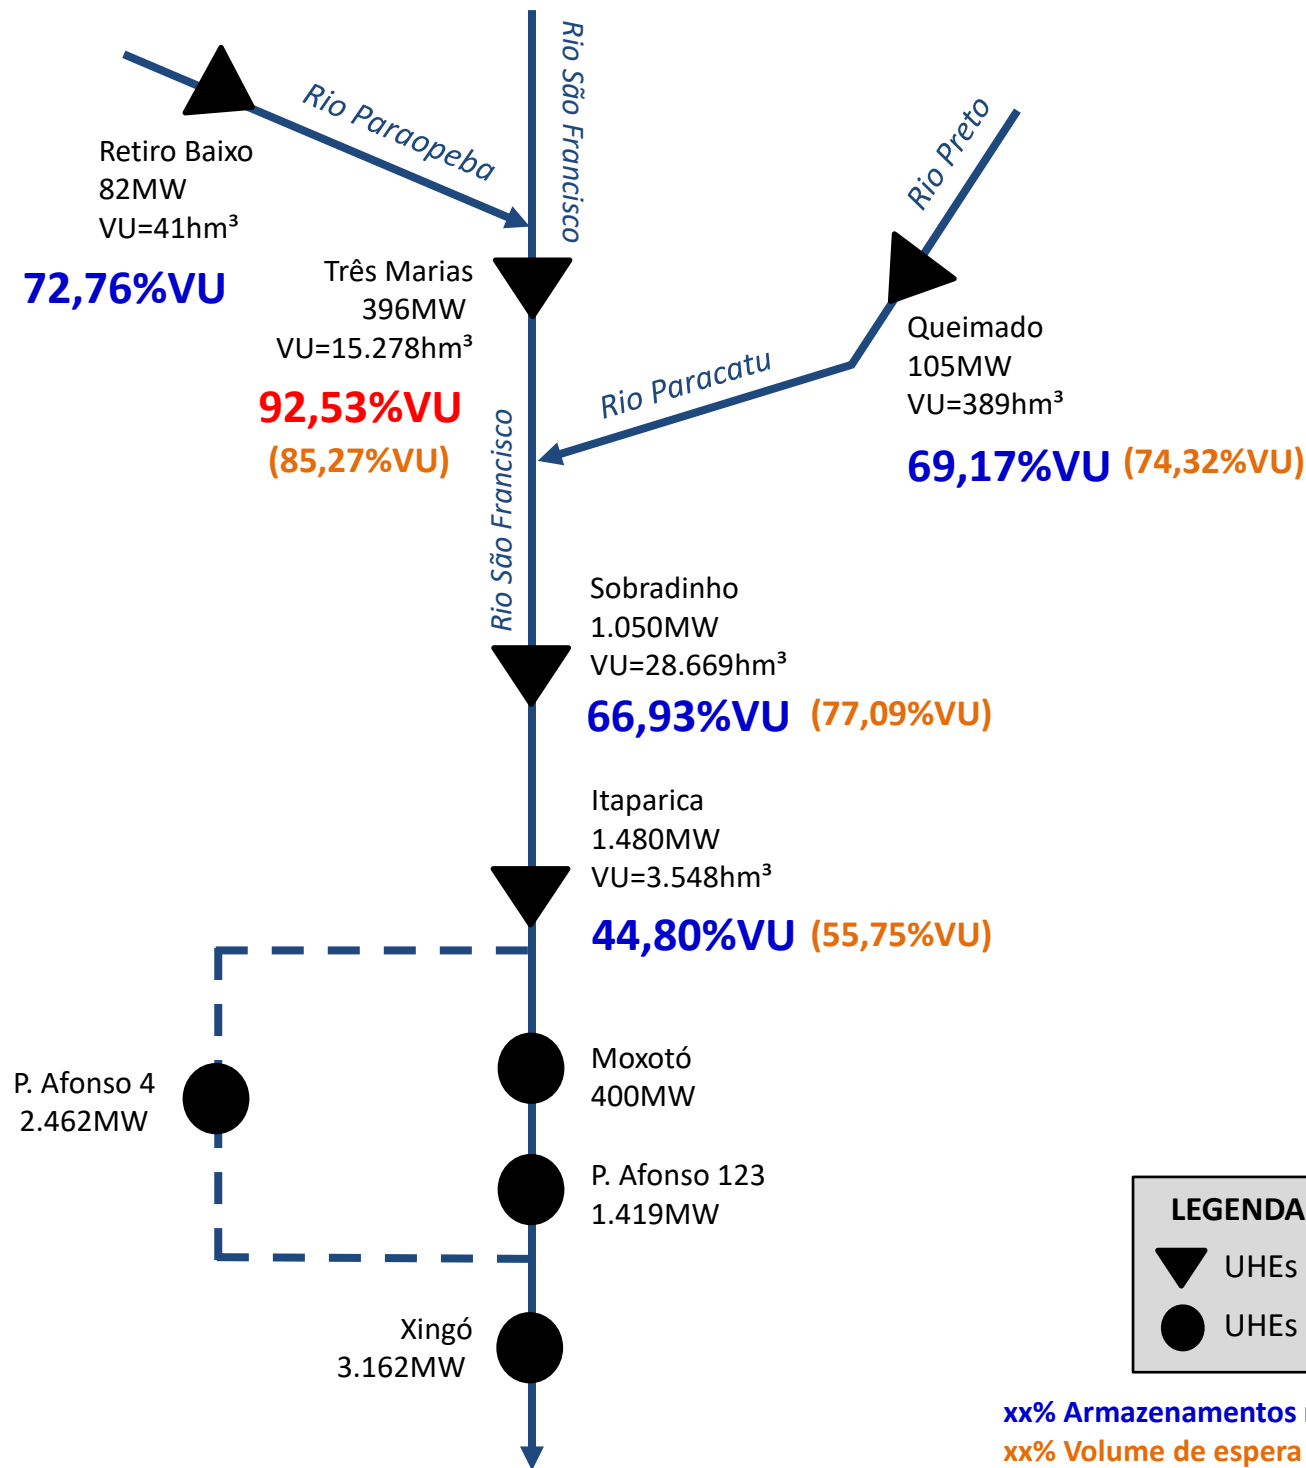 Rio São Francisco
Rio Paraopeba
Rio Preto
Retiro Baixo
82MW
VU=41hm³
72,76%VU
Três Marias
396MW
VU=15.278hm³
92,53%VU
(85,27%VU)
Rio Paracatu
Queimado
105MW
VU=389hm³
69,17%VU (74,32%VU)
Rio São Francisco
Sobradinho
1.050MW
VU=28.669hm³
66,93%VU (77,09%VU)
Itaparica
1.480MW
VU=3.548hm³
44,80%VU (55,75%VU)
P. Afonso 4
2.462MW
Moxotó
400MW
P. Afonso 123
1.419MW
Xingó
3.162MW
LEGENDA
UHEs
UHEs
xx% Armazenamentos
xx% Volume de espera